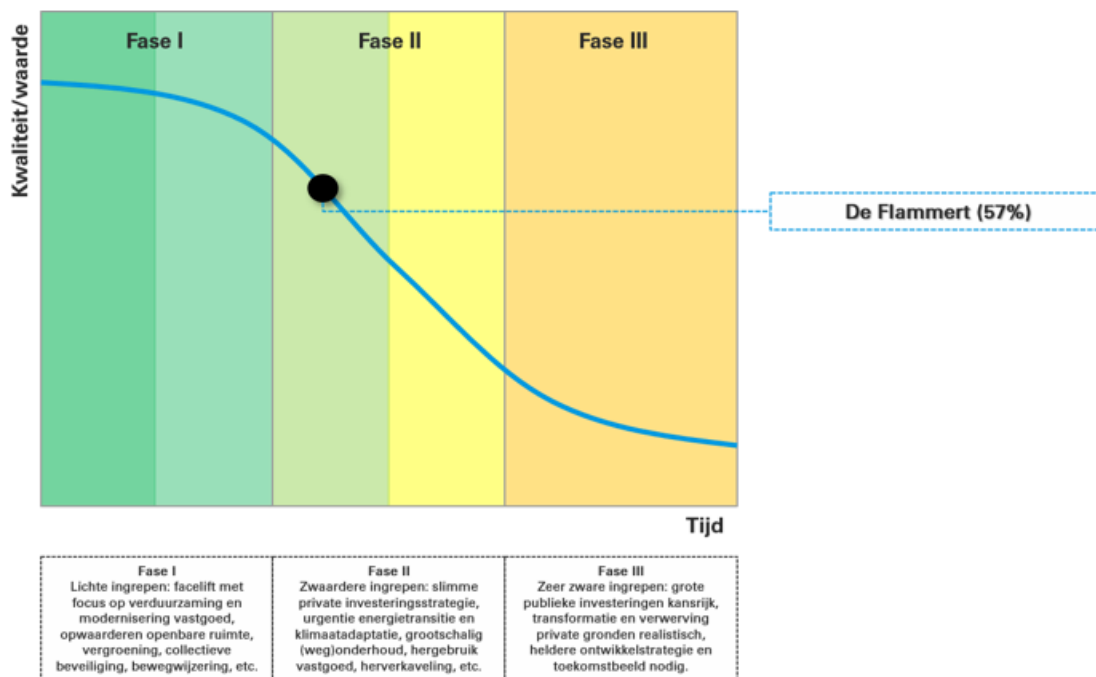 Fase I
Fase II
Fase III
Kwaliteit/waarde
De Flammert (57%)
Tijd
Fase I
Lichte ingrepen: facelift met
focus op verduurzaming en
modernisering vastgoed,
opwaarderen openbare ruimte,
vergroening, collectieve
beveiliging, bewegwijzering, etc.
Fase II
Zwaardere ingrepen: slimme
private investeringsstrategie,
urgentie energietransitie en
klimaatadaptatie, grootschalig
(weg)onderhoud, hergebruik
vastgoed, herverkaveling, etc.
Fase III
Zeer zware ingrepen: grote
publieke investeringen kansrijk,
transformatie en verwerving
private gronden realistisch,
heldere ontwikkelstrategie en
toekomstbeeld nodig.